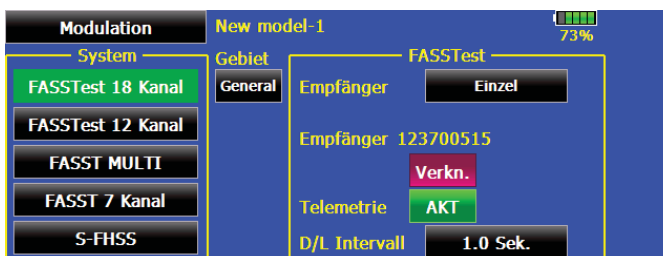 Modulation New model-1 73%
System Gebiet FASSTest
FASSTest 18 Kanal General Empfänger Einzel
FASSTest 12 Kanal
Empfänger 123700515
FASST MULTI Verkn.
FASST 7 Kanal Telemetrie AKT
S-FHSS D/L Intervall 1.0 Sek.